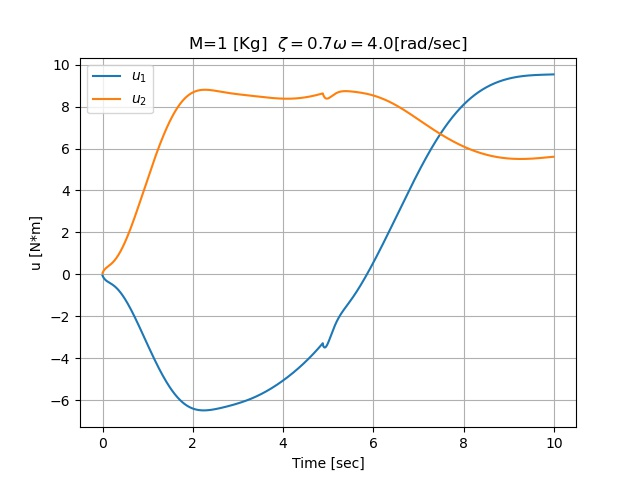 M=1 [Kg]  ζ = 0.7ω = 4.0[rad/sec]
u₁
u₂
10
8
6
4
2
0
−2
−4
−6
u [N*m]
0 2 4 6 8 10
Time [sec]